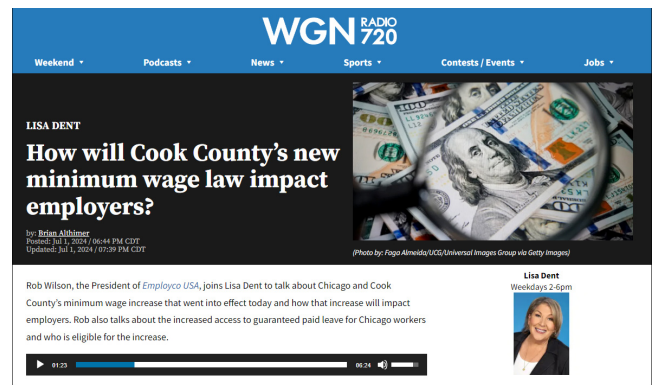 WGN RADIO 720
Weekend
Podcasts
News
Sports
Contests / Events
Jobs
LISA DENT
How will Cook County's new
minimum wage law impact
employers?
by: Brian Althimer
Posted: Jul 1, 2024 / 06:44 PM CDT
Updated: Jul 1, 2024 / 07:39 PM CDT
(Photo by: Faga Almeida/UCG/Universal Images Group via Getty Images)
Rob Wilson, the President of Employco USA, joins Lisa Dent to talk about Chicago and Cook
County's minimum wage increase that went into effect today and how that increase will impact
employers. Rob also talks about the increased access to guaranteed paid leave for Chicago workers
and who is eligible for the increase.
01:23
06:24
Lisa Dent
Weekdays 2-6pm